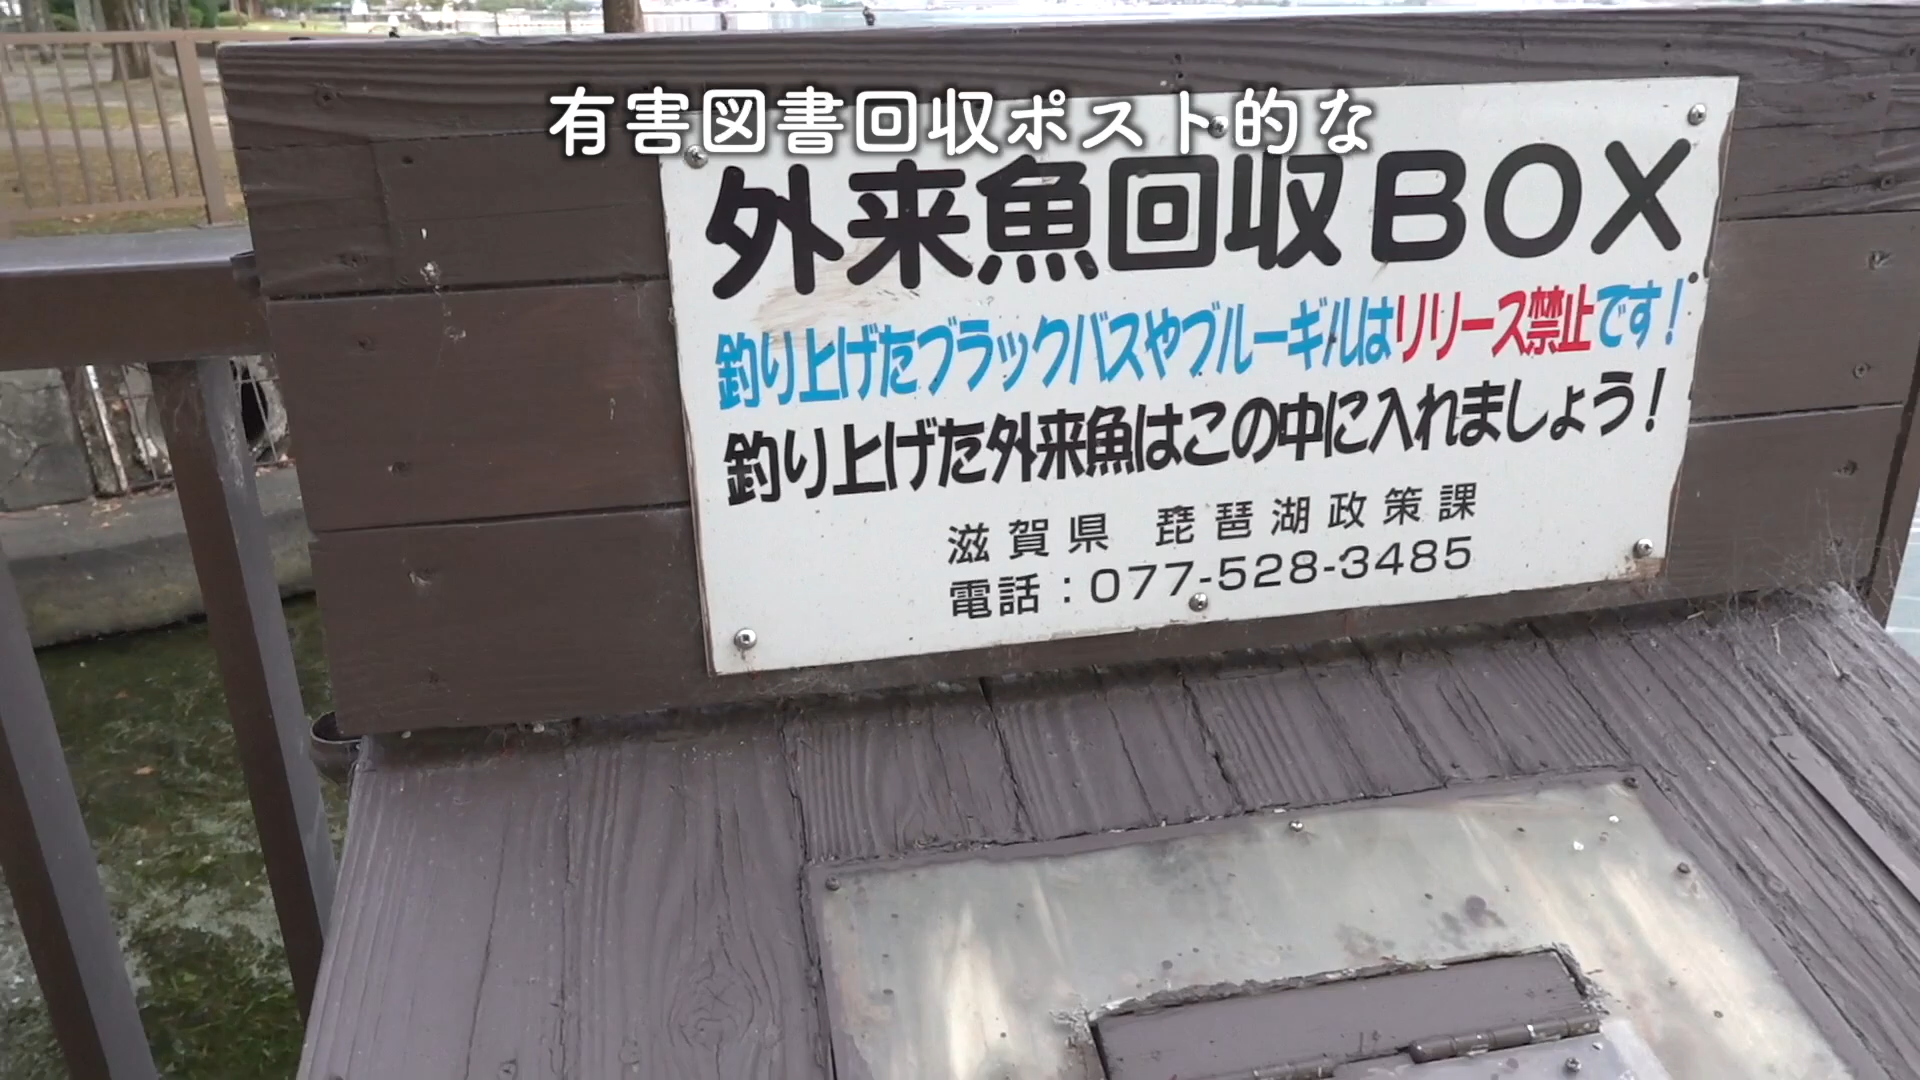 有害図書回収ポスト的な
外来魚回収BOX
釣り上げたブラックバスやブルーギルはリリース禁止です!
釣り上げた外来魚はこの中に入れましょう!
滋賀県 琵琶湖政策課
電話:077-528-3485